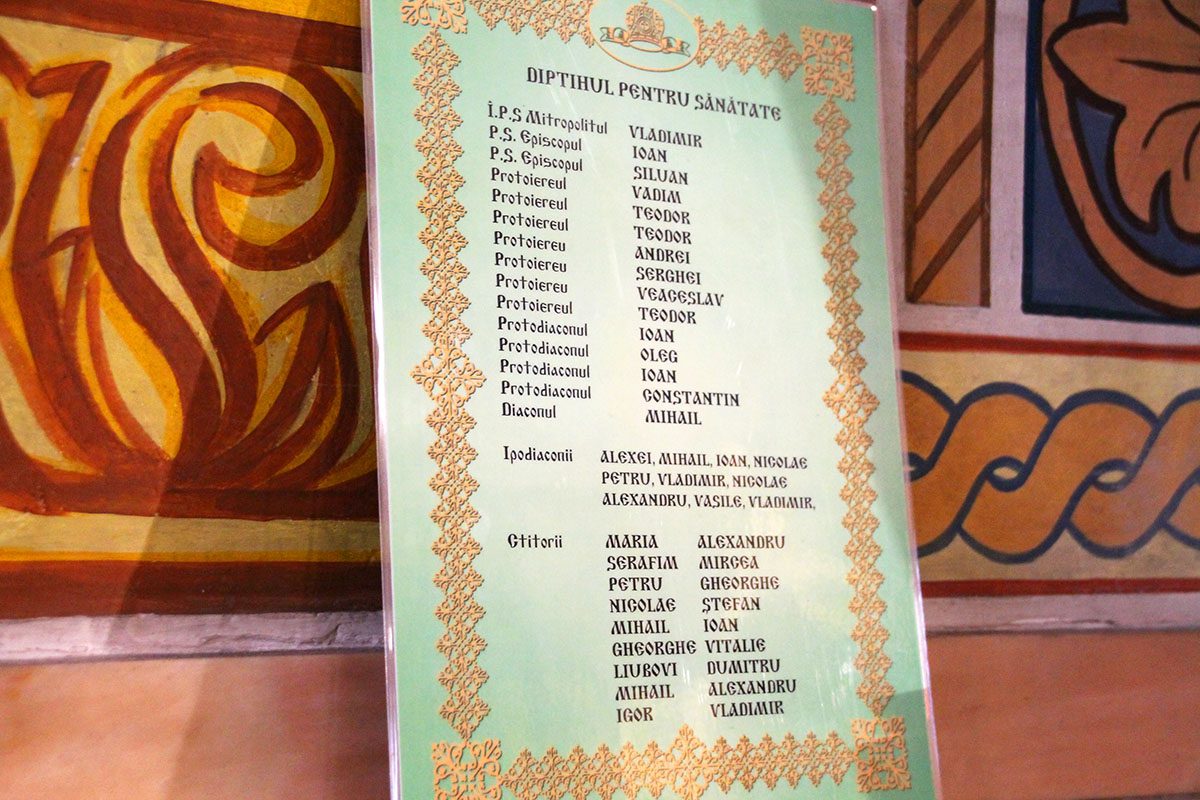 DIPTIHUL PENTRU SĂNĂTATE
Î.P.S Mitropolitul VLADIMIR
P.S. Episcopul IOAN
P.S. Episcopul SILUAN
Protoiereul VADIM
Protoiereul TEODOR
Protoiereul TEODOR
Protoiereu ANDREI
Protoiereu SERGHEI
Protoiereu VEACESLAV
Protoiereul TEODOR
Protodiaconul IOAN
Protodiaconul OLEG
Protodiaconul IOAN
Protodiaconul CONSTANTIN
Diaconul MIHAIL
Ipodiaconii ALEXEI, MIHAIL, IOAN, NICOLAE
PETRU, VLADIMIR, NICOLAE
ALEXANDRU, VASILE, VLADIMIR,
Ctitorii MARIA ALEXANDRU
SERAFIM MIRCEA
PETRU GHEORGHE
NICOLAE ȘTEFAN
MIHAIL IOAN
GHEORGHE VITALIE
LIUBOVI DUMITRU
MIHAIL ALEXANDRU
IGOR VLADIMIR